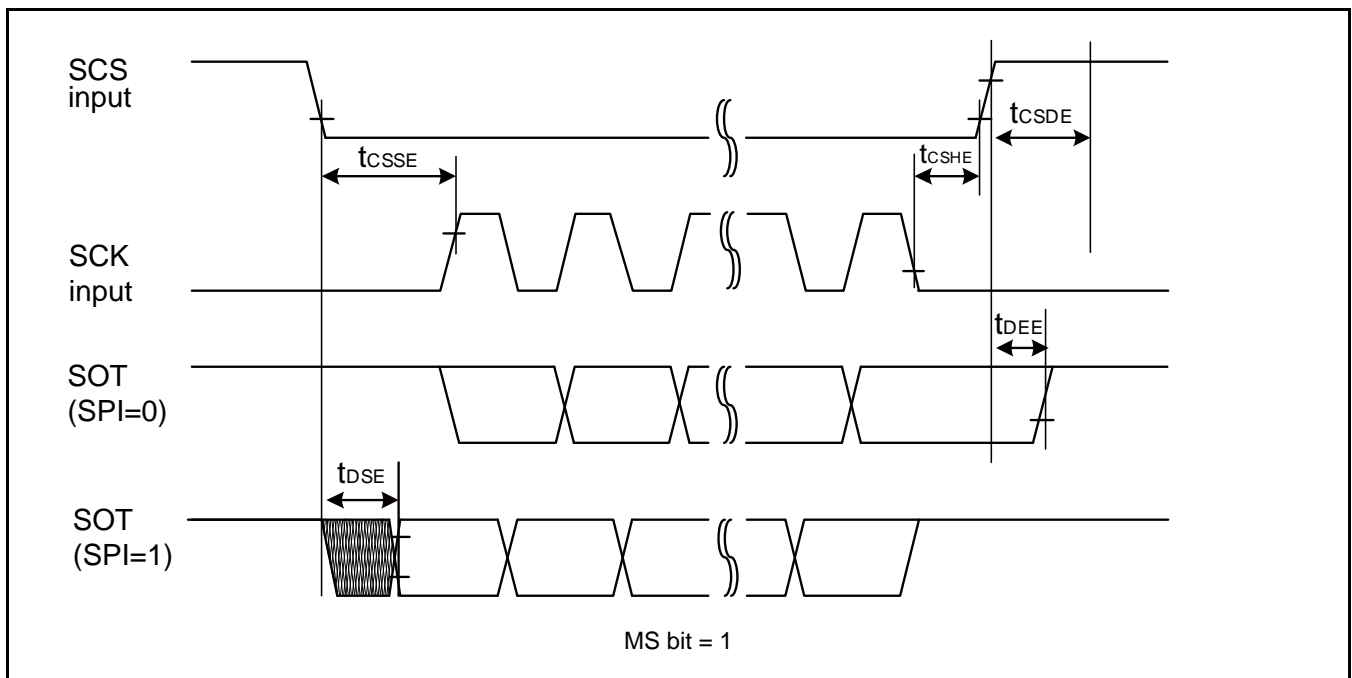 SCS
input
tCSSE
tCSHE
tCSDE
SCK
input
tDEE
SOT
(SPI=0)
tDSE
SOT
(SPI=1)
MS bit = 1